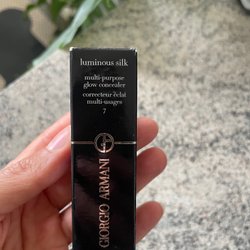 luminous silk
multi-purpose
glow concealer
correcteur éclat
multi-usages
7
GIORGIO ARMANI